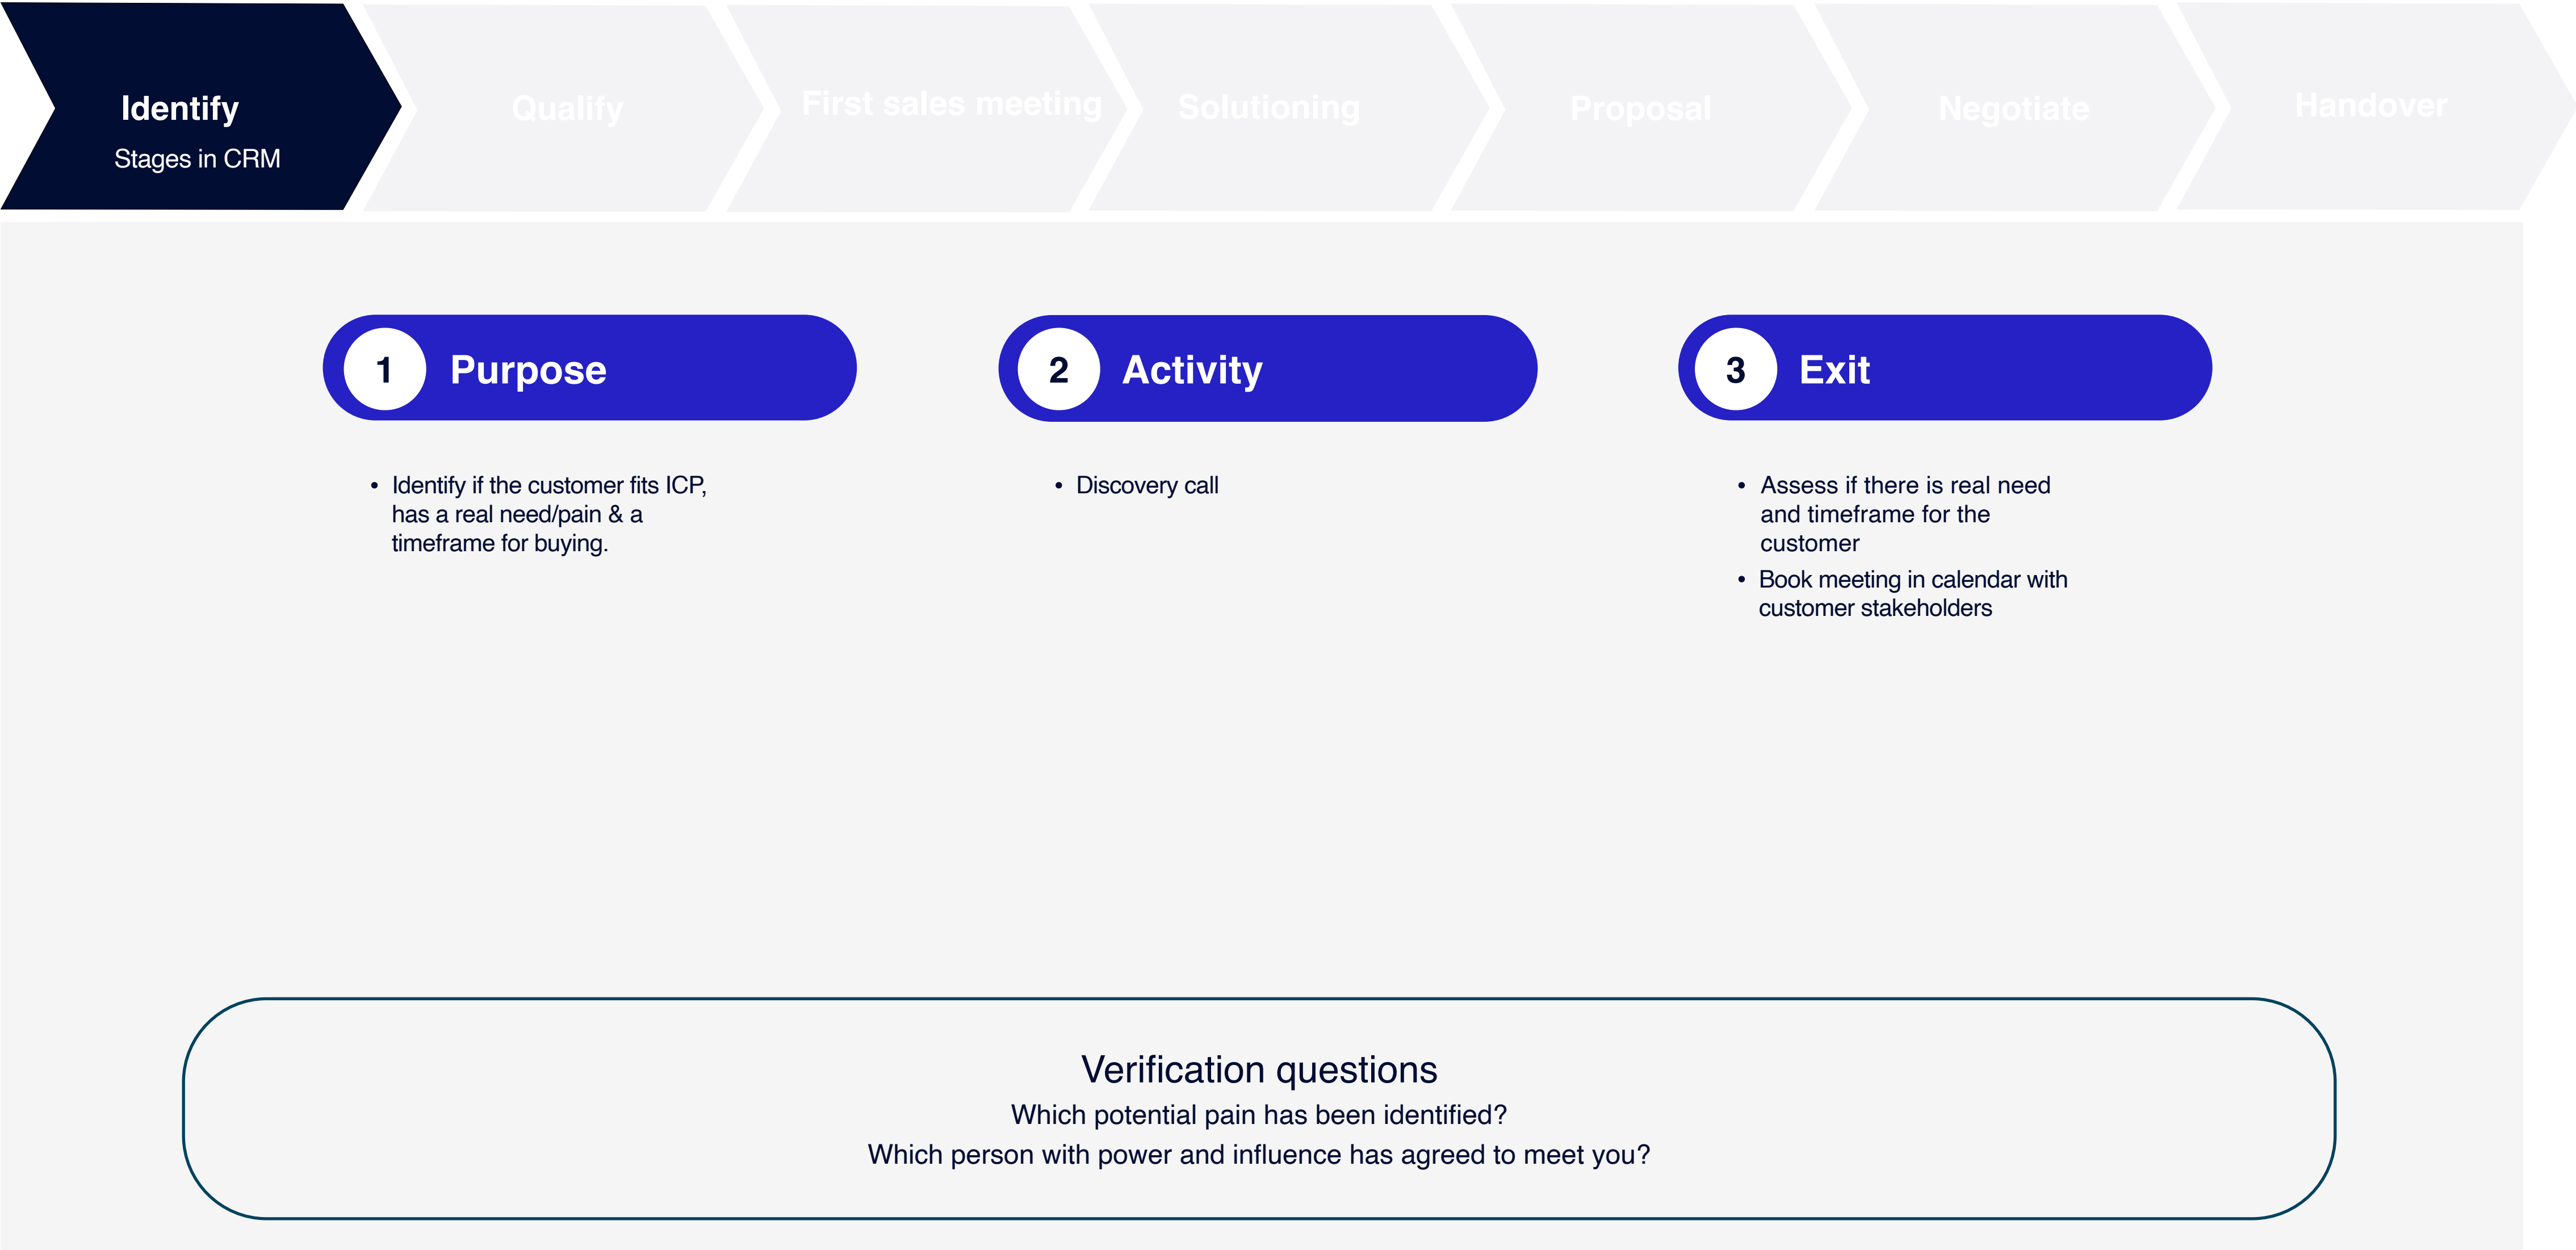 Identify
Stages in CRM
Qualify
First sales meeting
Solutioning
Proposal
Negotiate
Handover
1 Purpose
• Identify if the customer fits ICP,
has a real need/pain & a
timeframe for buying.
2 Activity
• Discovery call
3 Exit
• Assess if there is real need
and timeframe for the
customer
• Book meeting in calendar with
customer stakeholders
Verification questions
Which potential pain has been identified?
Which person with power and influence has agreed to meet you?